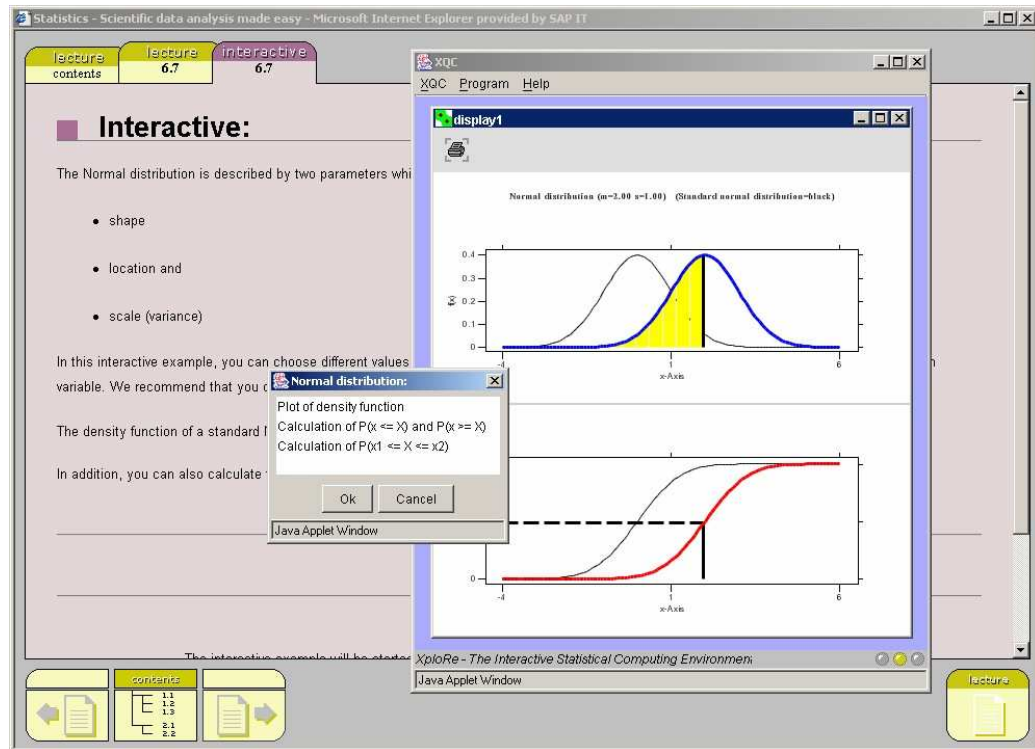 Statistics - Scientific data analysis made easy - Microsoft Internet Explorer provided by SAP IT
lecture
contents
lecture
6.7
interactive
6.7
Interactive:
The Normal distribution is described by two parameters
shape
location and
scale (variance)
In this interactive example, you can choose different values
variable. We recommend that you
The density function of a standard
In addition, you can also calculate
The interactive example will be
XQC
XQC Program Help
display1
Normal distribution (m=2.00 s=1.00) (Standard normal distribution=black)
0.4
0.3
0.2
0.1
0
f(x)
-4
1
6
x-Axis
0
-4
1
6
x-Axis
XploRe - The Interactive Statistical Computing
Java Applet Window
Normal distribution:
Plot of density function
Calculation of P(x <= X) and P(x >= X)
Calculation of P(x1 <= X <= x2)
Ok
Cancel
Java Applet Window
contents
1.1
1.2
1.3
2.1
2.2
lecture